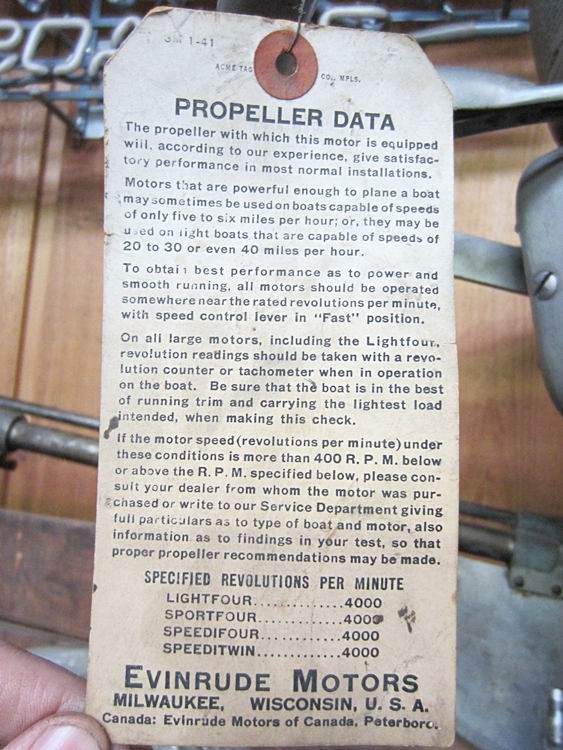 1-41
ACME TAG CO., MPLS.
PROPELLER DATA
The propeller with which this motor is equipped
will, according to our experience, give satisfac-
tory performance in most normal installations.
Motors that are powerful enough to plane a boat
may sometimes be used on boats capable of speeds
of only five to six miles per hour; or, they may be
used on light boats that are capable of speeds of
20 to 30 or even 40 miles per hour.
To obtain best performance as to power and
smooth running, all motors should be operated
somewhere near the rated revolutions per minute,
with speed control lever in "Fast" position.
On all large motors, including the Lightfour,
revolution readings should be taken with a revo-
lution counter or tachometer when in operation
on the boat. Be sure that the boat is in the best
of running trim and carrying the lightest load
intended, when making this check.
If the motor speed (revolutions per minute) under
these conditions is more than 400 R. P. M. below
or above the R. P. M. specified below, please con-
sult your dealer from whom the motor was pur-
chased or write to our Service Department giving
full particulars as to type of boat and motor, also
information as to findings in your test, so that
proper propeller recommendations may be made.
SPECIFIED REVOLUTIONS PER MINUTE
LIGHTFOUR.............4000
SPORTFOUR.............4000
SPEEDIFOUR............4000
SPEEDITWIN............4000
EVINRUDE MOTORS
MILWAUKEE, WISCONSIN, U. S. A.
Canada: Evinrude Motors of Canada, Peterboro.